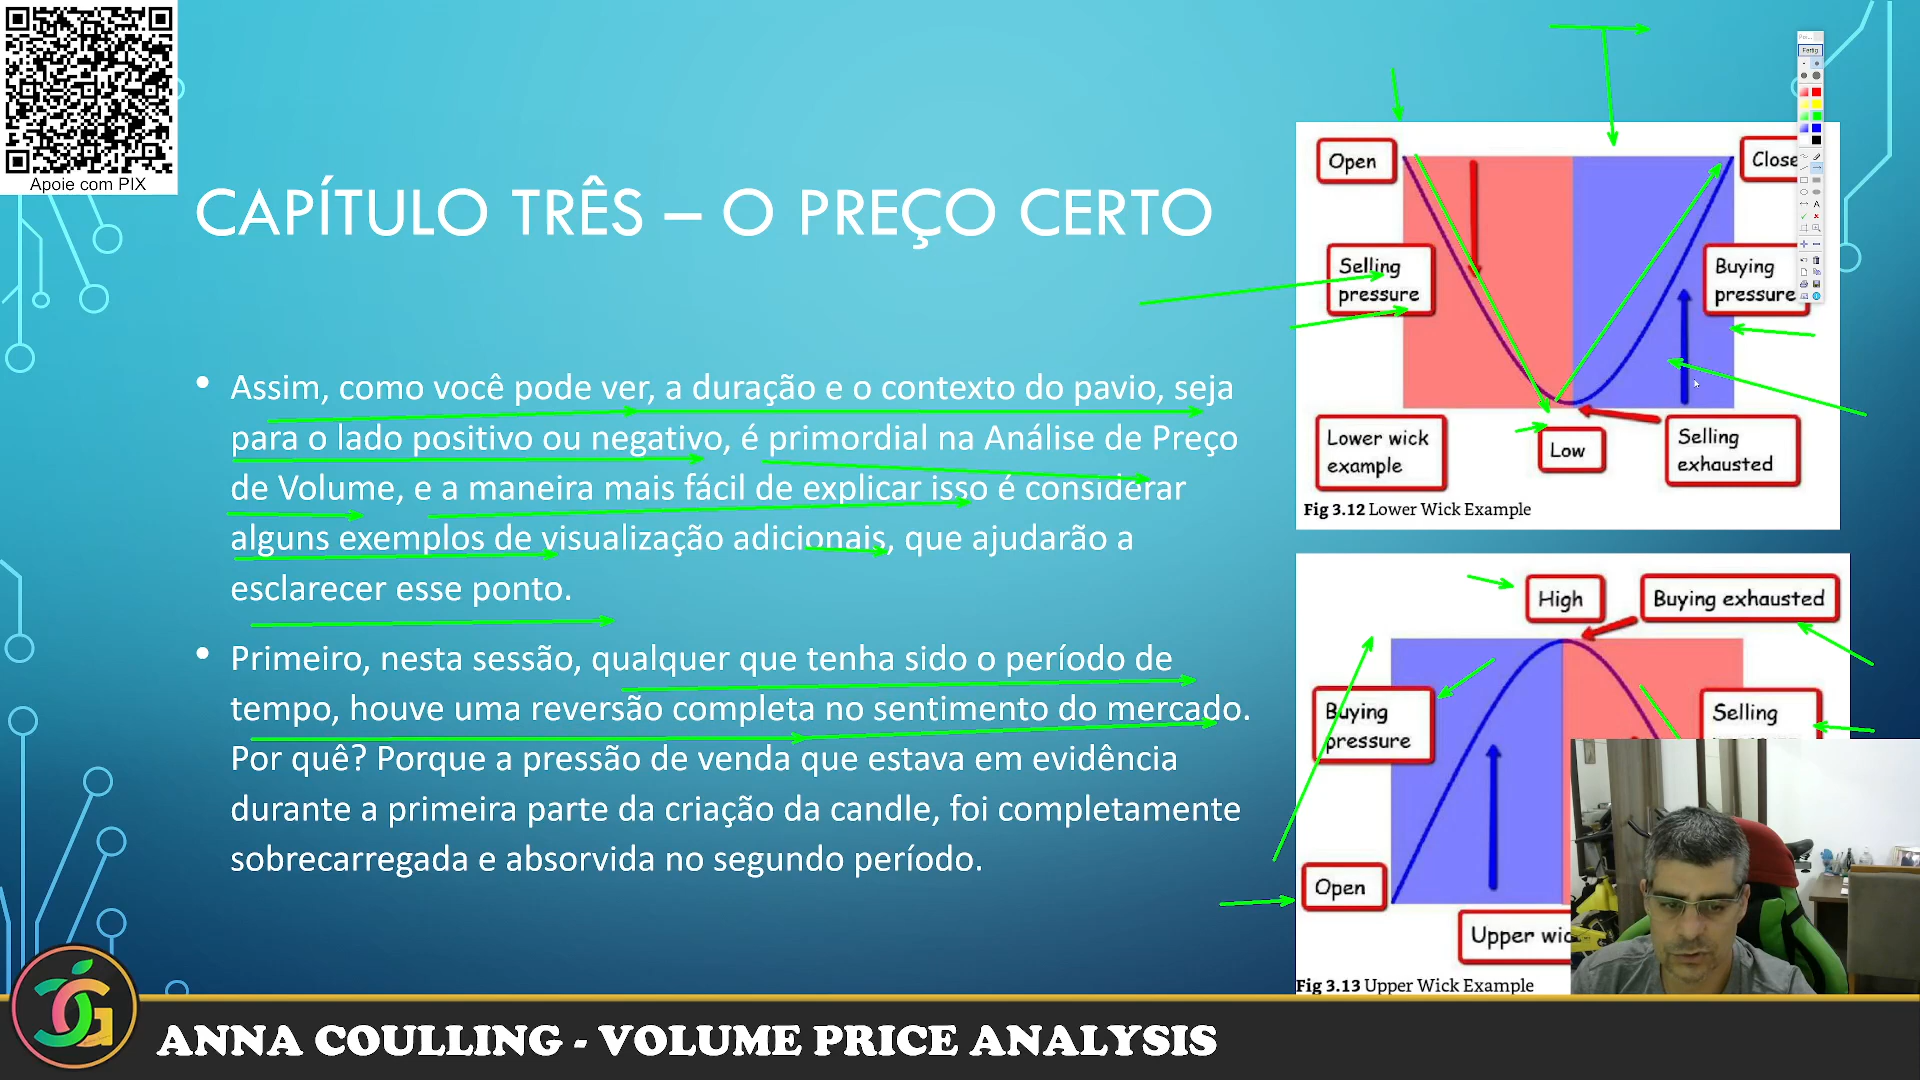 Apoie com PIX
CAPÍTULO TRÊS – O PREÇO CERTO
• Assim, como você pode ver, a duração e o contexto do pavio, seja
para o lado positivo ou negativo, é primordial na Análise de Preço
de Volume, e a maneira mais fácil de explicar isso é considerar
alguns exemplos de visualização adicionais, que ajudarão a
esclarecer esse ponto.
• Primeiro, nesta sessão, qualquer que tenha sido o período de
tempo, houve uma reversão completa no sentimento do mercado.
Por quê? Porque a pressão de venda que estava em evidência
durante a primeira parte da criação da candle, foi completamente
sobrecarregada e absorvida no segundo período.
Open
Close
Selling
pressure
Buying
pressure
Lower wick
example
Low
Selling
exhausted
Fig 3.12 Lower Wick Example
High
Buying exhausted
Buying
pressure
Selling
Open
Upper wic
Fig 3.13 Upper Wick Example
Fertig
ANNA COULLING - VOLUME PRICE ANALYSIS